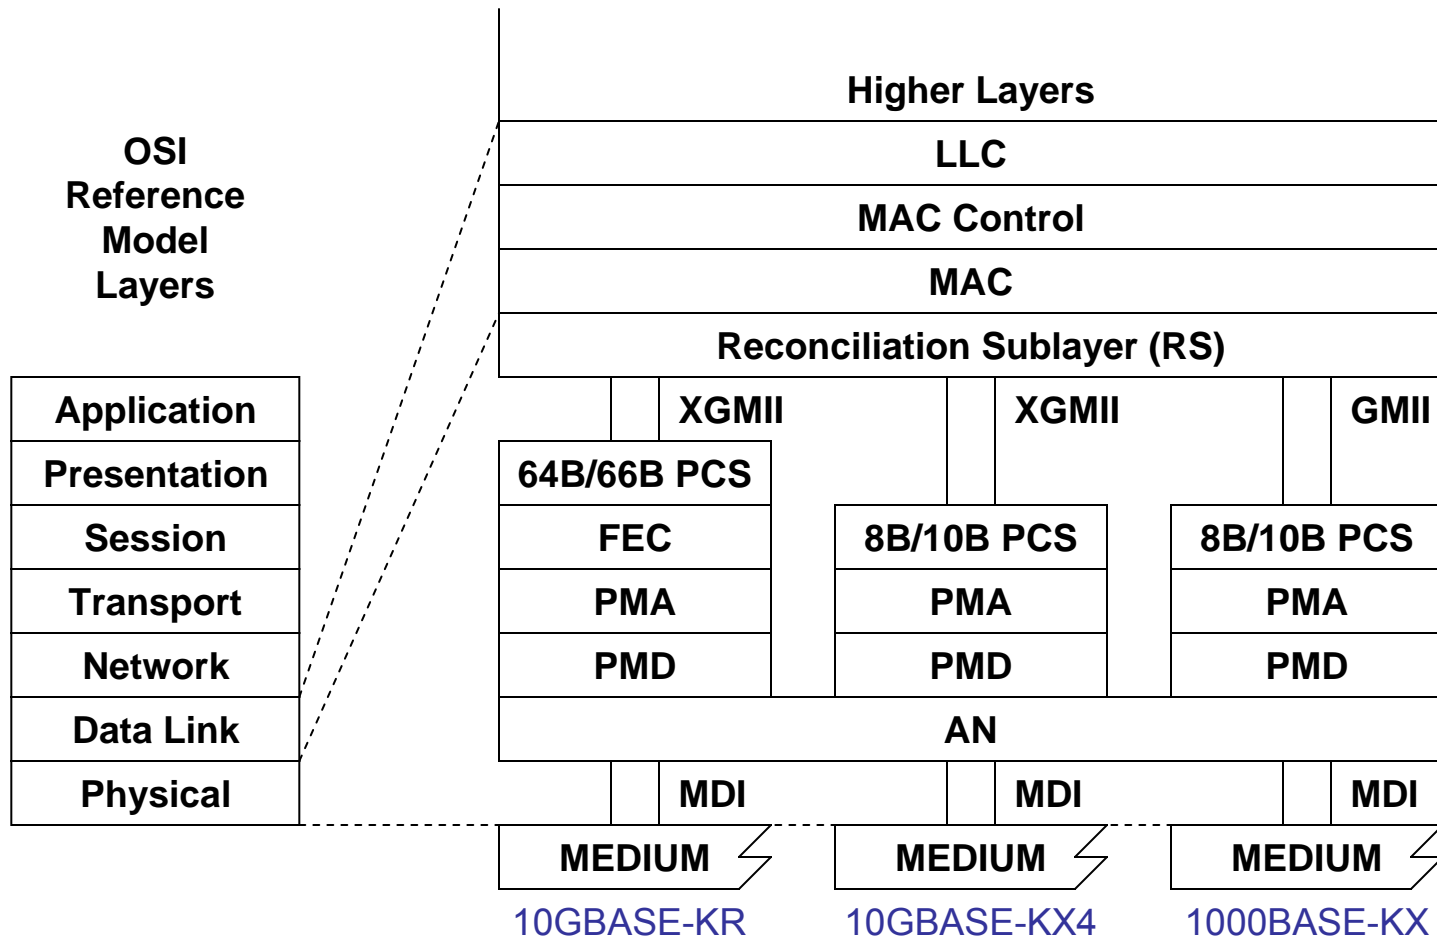 OSI
Reference
Model
Layers
Application
Presentation
Session
Transport
Network
Data Link
Physical
Higher Layers
LLC
MAC Control
MAC
Reconciliation Sublayer (RS)
XGMII XGMII GMII
64B/66B PCS
FEC 8B/10B PCS 8B/10B PCS
PMA PMA PMA
PMD PMD PMD
AN
MDI MDI MDI
MEDIUM MEDIUM MEDIUM
10GBASE-KR 10GBASE-KX4 1000BASE-KX